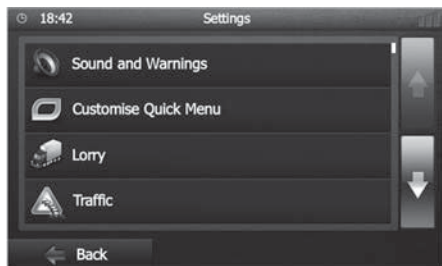 18:42 Settings
Sound and Warnings
Customise Quick Menu
Lorry
Traffic
Back